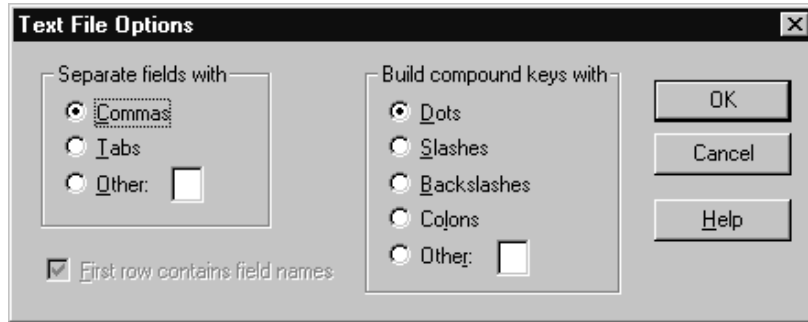 Text File Options
Separate fields with
Commas
Tabs
Other:
First row contains field names
Build compound keys with
Dots
Slashes
Backslashes
Colons
Other:
OK
Cancel
Help